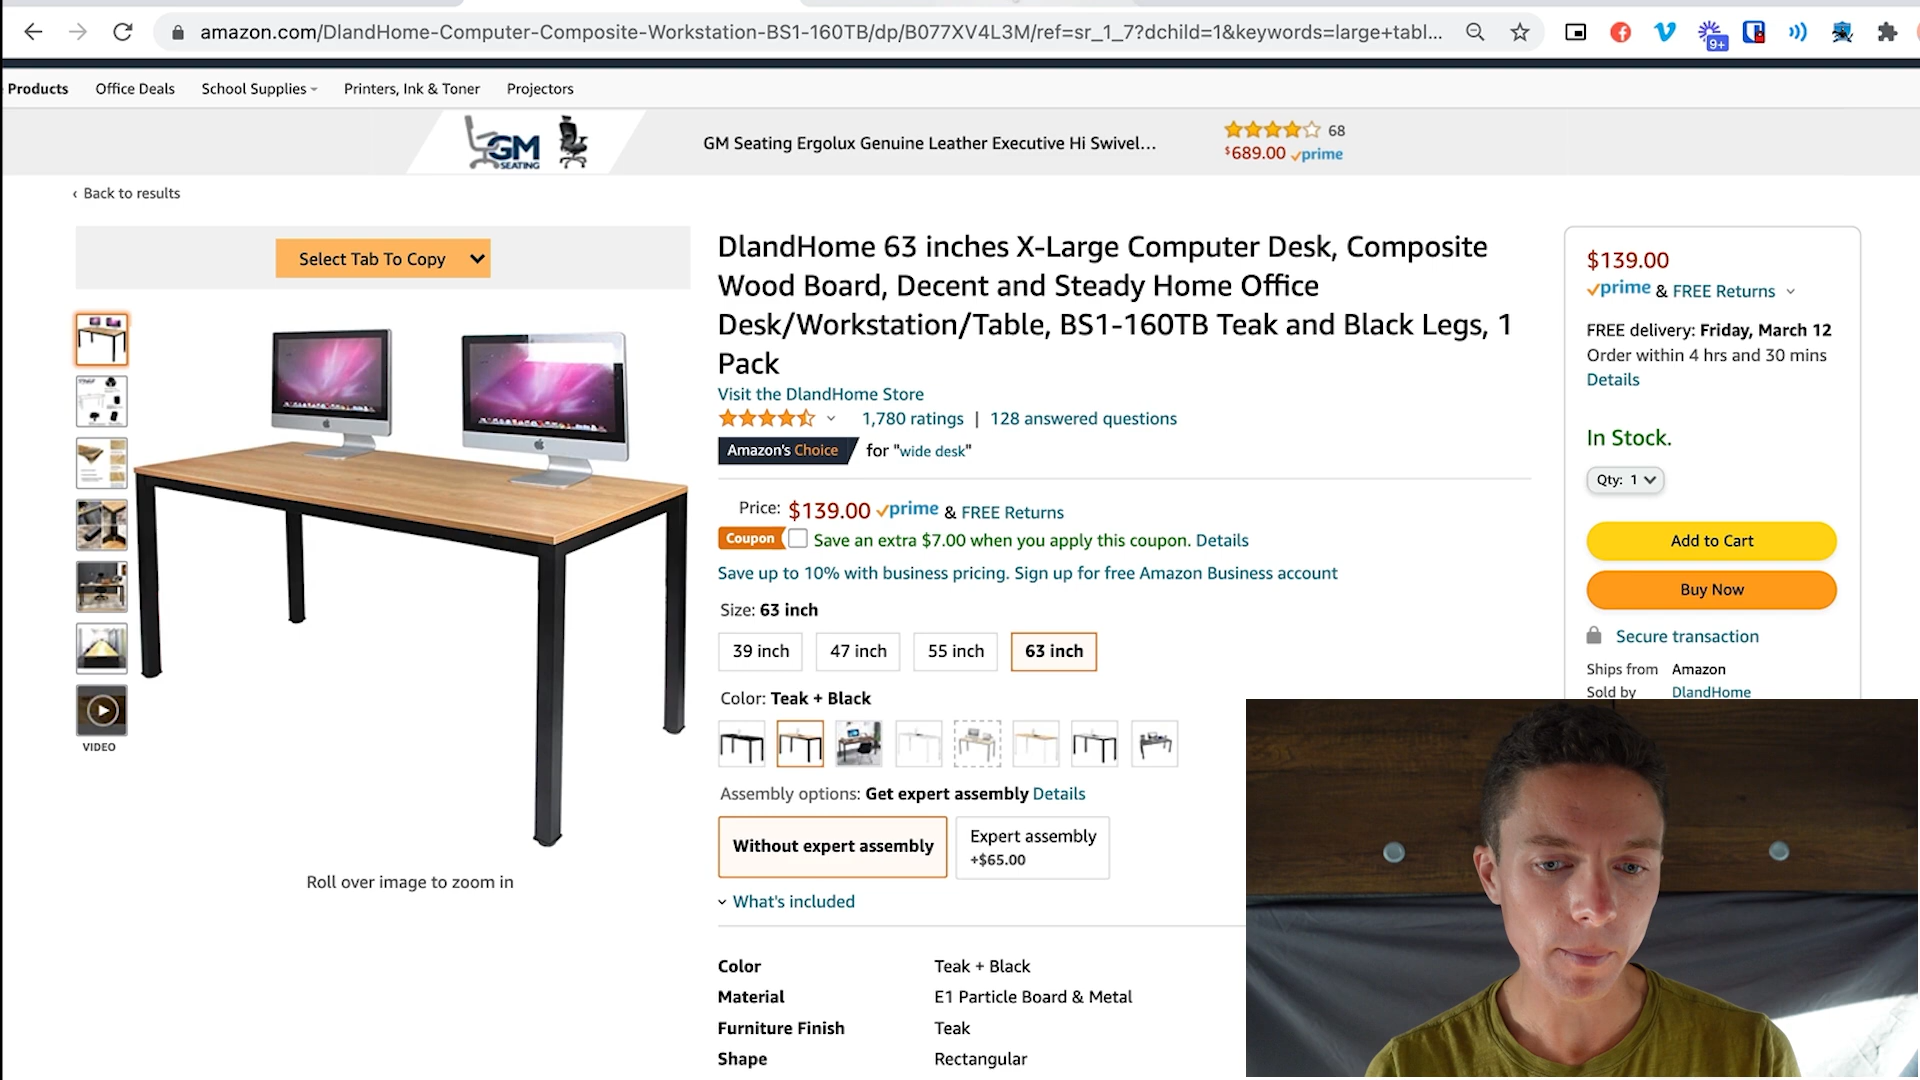 amazon.com/DlandHome-Computer-Composite-Workstation-BS1-160TB/dp/B077XV4L3M/ref=sr_1_7?dchild=1&keywords=large+tabl...
9+
Products Office Deals School Supplies Printers, Ink & Toner Projectors
GM SEATING
GM Seating Ergolux Genuine Leather Executive Hi Swivel...
68
$689.00 prime
‹ Back to results
Select Tab To Copy
DlandHome 63 inches X-Large Computer Desk, Composite
Wood Board, Decent and Steady Home Office
Desk/Workstation/Table, BS1-160TB Teak and Black Legs, 1
Pack
Visit the DlandHome Store
1,780 ratings | 128 answered questions
Amazon's Choice for "wide desk"
Price: $139.00 prime & FREE Returns
Coupon Save an extra $7.00 when you apply this coupon. Details
Save up to 10% with business pricing. Sign up for free Amazon Business account
Size: 63 inch
39 inch 47 inch 55 inch 63 inch
Color: Teak + Black
Assembly options: Get expert assembly Details
Without expert assembly
Expert assembly
+$65.00
What's included
Color Teak + Black
Material E1 Particle Board & Metal
Furniture Finish Teak
Shape Rectangular
VIDEO
Roll over image to zoom in
$139.00
prime & FREE Returns
FREE delivery: Friday, March 12
Order within 4 hrs and 30 mins
Details
In Stock.
Qty: 1
Add to Cart
Buy Now
Secure transaction
Ships from Amazon
Sold by DlandHome